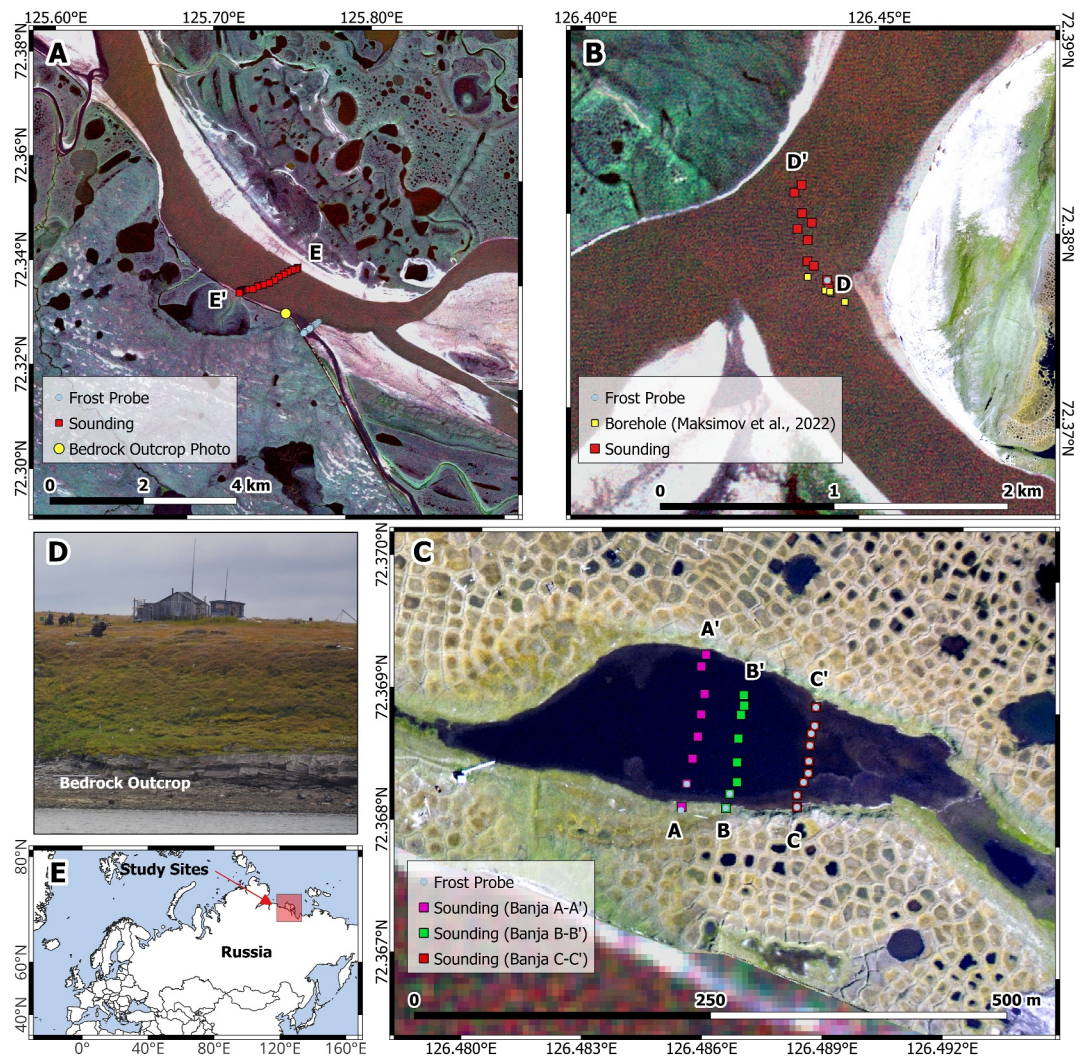 125.60°E 125.70°E 125.80°E
72.38°N
72.36°N
72.34°N
72.32°N
72.30°N
A
E
E'
Frost Probe
Sounding
Bedrock Outcrop Photo
0 2 4 km
126.40°E 126.45°E
72.39°N
72.38°N
72.37°N
B
D'
D
Frost Probe
Borehole (Maksimov et al., 2022)
Sounding
0 1 2 km
D
Bedrock Outcrop
C
72.370°N
72.369°N
72.368°N
72.367°N
A'
B'
C'
A B C
Frost Probe
Sounding (Banja A-A')
Sounding (Banja B-B')
Sounding (Banja C-C')
0 250 500 m
126.480°E 126.483°E 126.486°E 126.489°E 126.492°E
E
80°N
60°N
40°N
Study Sites
Russia
0° 40°E 80°E 120°E 160°E